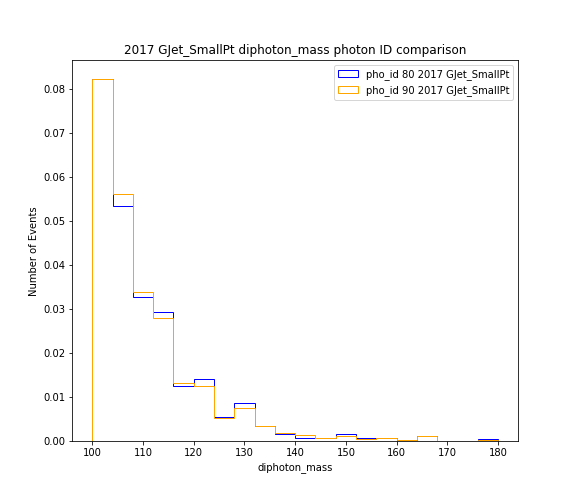 2017 GJet_SmallPt diphoton_mass photon ID comparison
pho_id 80 2017 GJet_SmallPt
pho_id 90 2017 GJet_SmallPt
Number of Events
0.08
0.07
0.06
0.05
0.04
0.03
0.02
0.01
0.00
100 110 120 130 140 150 160 170 180
diphoton_mass